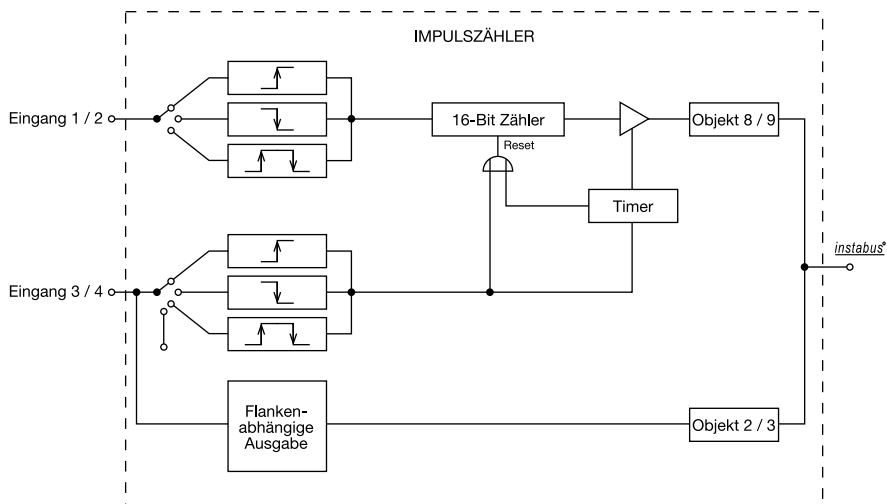 IMPULSZÄHLER
Eingang 1 / 2
16-Bit Zähler
Objekt 8 / 9
Reset
Timer
instabus®
Eingang 3 / 4
Flanken-
abhängige
Ausgabe
Objekt 2 / 3